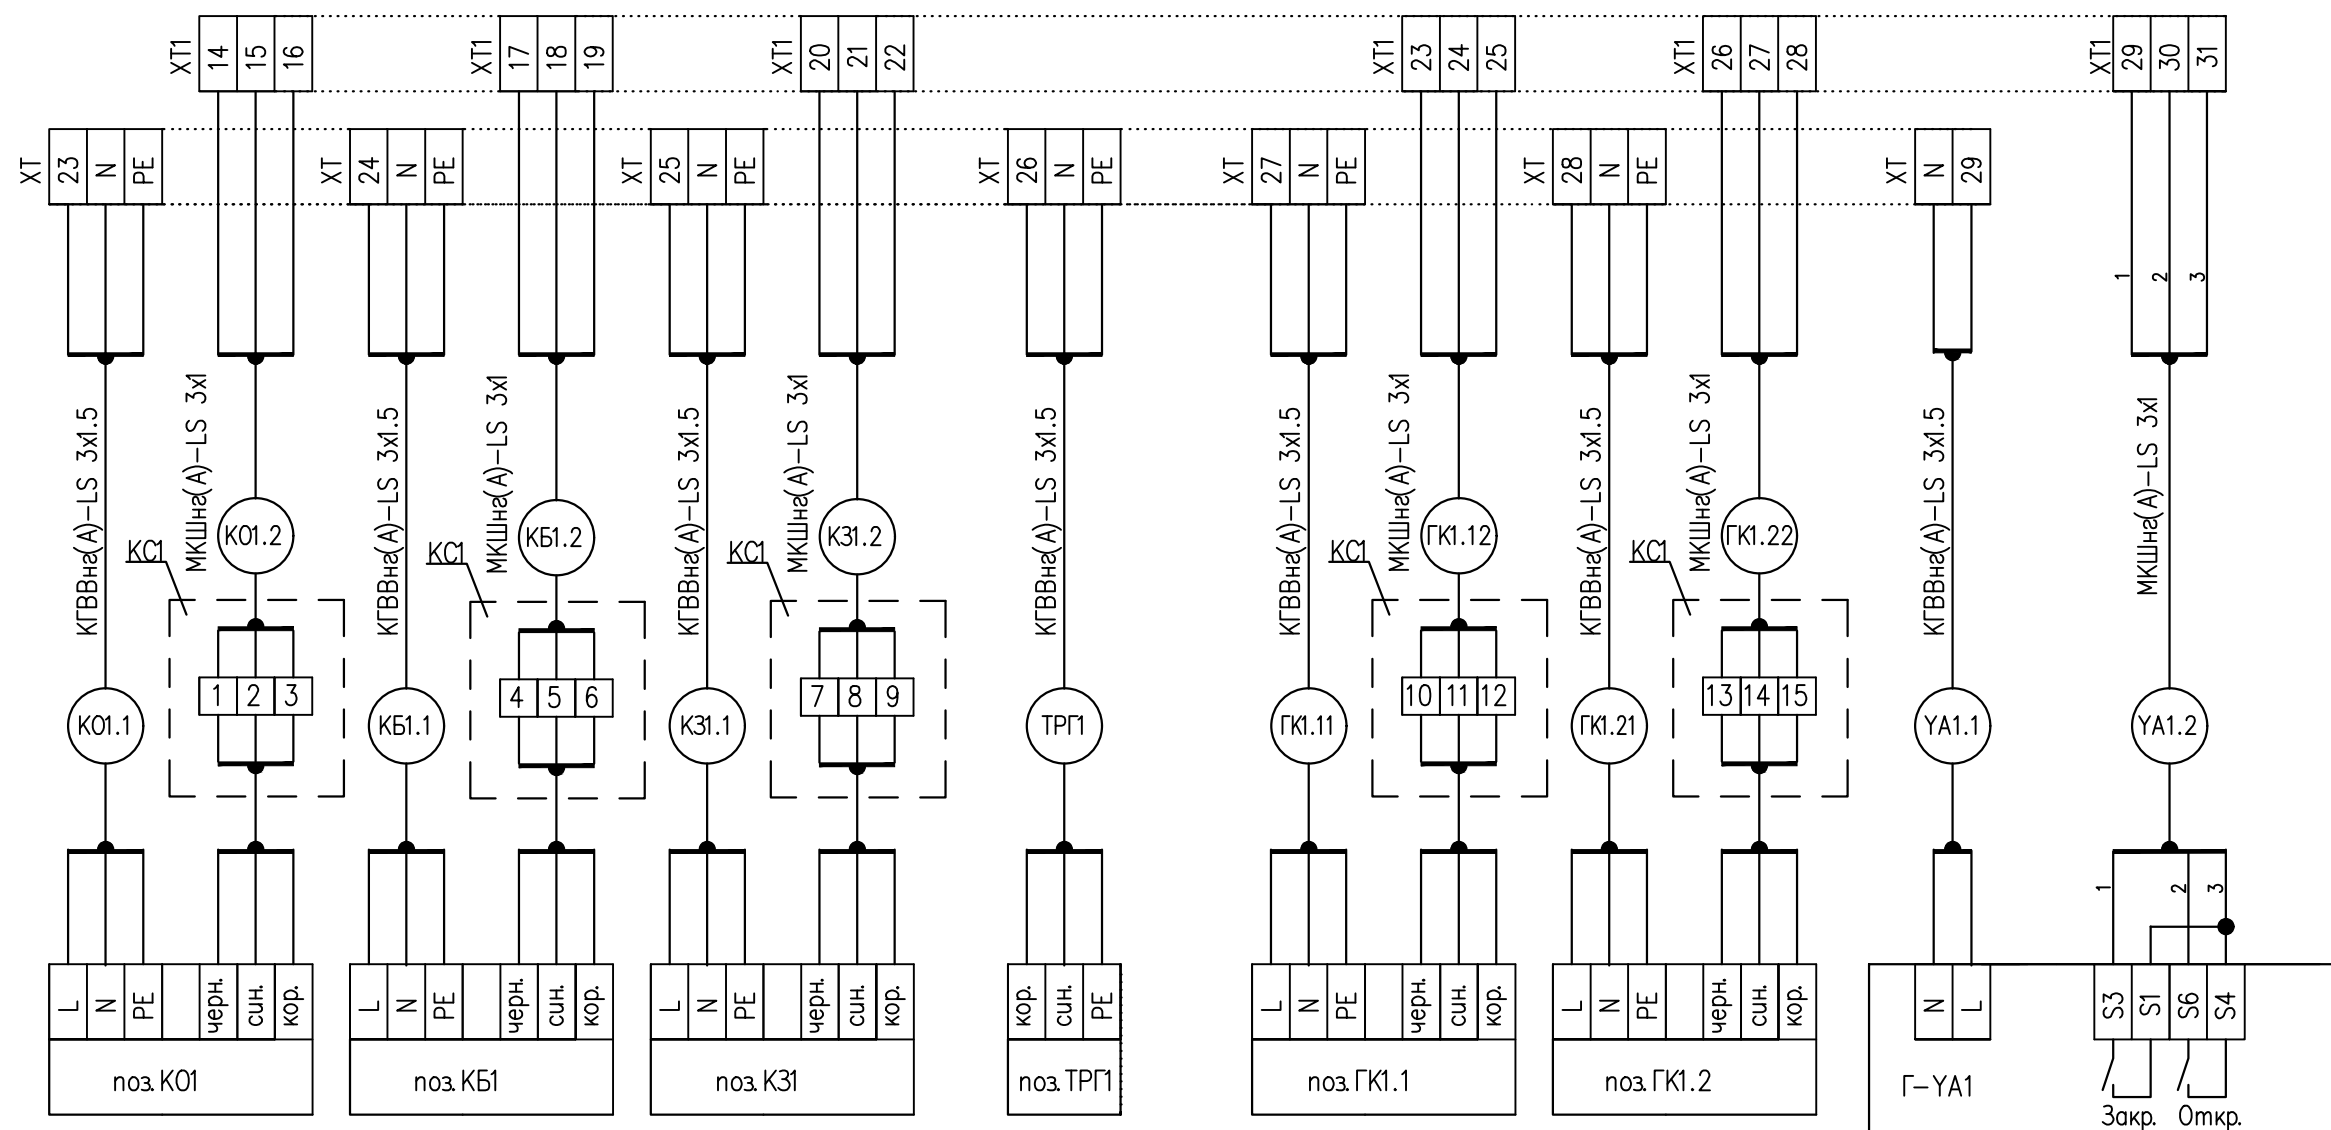 XT1 14 15 16
XT1 17 18 19
XT1 20 21 22
XT1 23 24 25
XT1 26 27 28
XT1 29 30 31
XT 23 N PE
XT 24 N PE
XT 25 N PE
XT 26 N PE
XT 27 N PE
XT 28 N PE
XT N 29
1 2 3
КГВВнг(А)-LS 3x1.5
МКШнг(А)-LS 3x1
КГВВнг(А)-LS 3x1.5
МКШнг(А)-LS 3x1
КГВВнг(А)-LS 3x1.5
МКШнг(А)-LS 3x1
КГВВнг(А)-LS 3x1.5
КГВВнг(А)-LS 3x1.5
МКШнг(А)-LS 3x1
КГВВнг(А)-LS 3x1.5
МКШнг(А)-LS 3x1
КГВВнг(А)-LS 3x1.5
МКШнг(А)-LS 3x1
КО1.2
КБ1.2
КЗ1.2
ГК1.12
ГК1.22
КС1
КС1
КС1
КС1
КС1
1 2 3
4 5 6
7 8 9
10 11 12
13 14 15
КО1.1
КБ1.1
КЗ1.1
ТРГ1
ГК1.11
ГК1.21
YA1.1
YA1.2
1 2 3
L N PE черн. син. кор.
L N PE черн. син. кор.
L N PE черн. син. кор.
кор. син. PE
L N PE черн. син. кор.
L N PE черн. син. кор.
N L
S3 S1 S6 S4
поз. КО1
поз. КБ1
поз. КЗ1
поз. ТРГ1
поз. ГК1.1
поз. ГК1.2
Г-YA1
Закр. Откр.